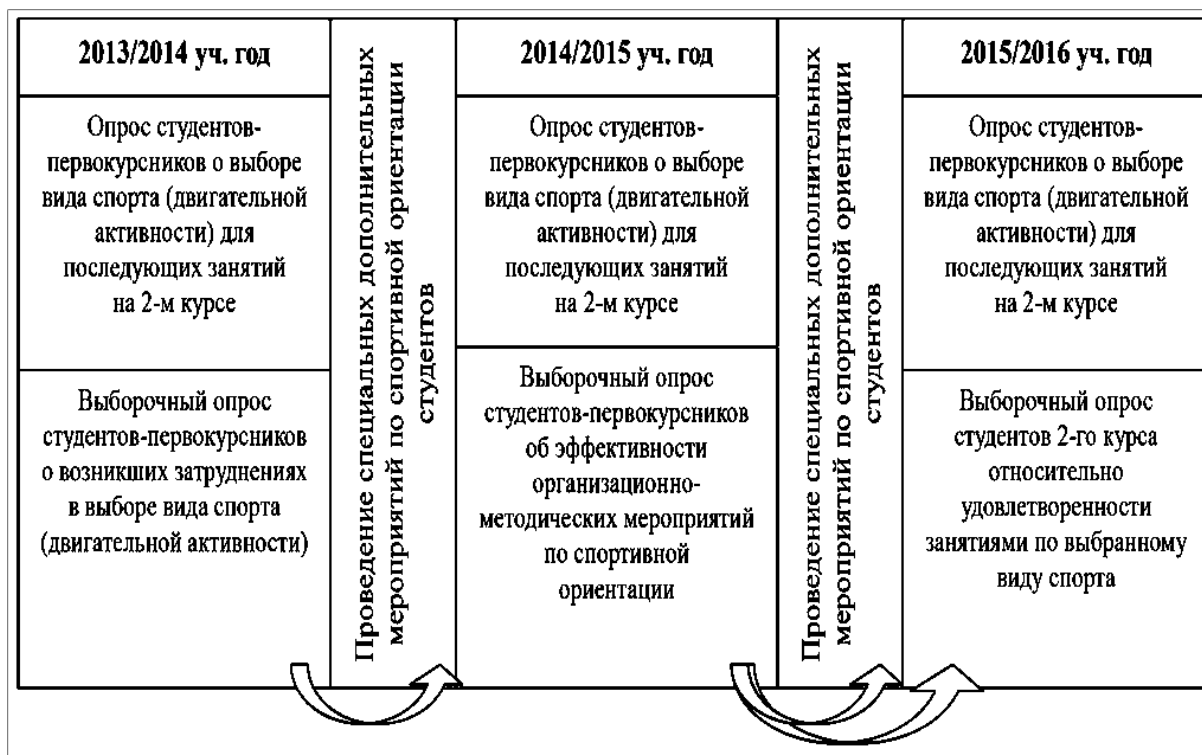 2013/2014 уч. год
Опрос студентов-
первокурсников о выборе
вида спорта (двигательной
активности) для
последующих занятий
на 2-м курсе
Выборочный опрос
студентов-первокурсников
о возникших затруднениях
в выборе вида спорта
(двигательной активности)
Проведение специальных дополнительных
мероприятий по спортивной ориентации
студентов
2014/2015 уч. год
Опрос студентов-
первокурсников о выборе
вида спорта (двигательной
активности) для
последующих занятий
на 2-м курсе
Выборочный опрос
студентов-первокурсников
об эффективности
организационно-
методических мероприятий
по спортивной
ориентации
Проведение специальных дополнительных
мероприятий по спортивной ориентации
студентов
2015/2016 уч. год
Опрос студентов-
первокурсников о выборе
вида спорта (двигательной
активности) для
последующих занятий
на 2-м курсе
Выборочный опрос
студентов 2-го курса
относительно
удовлетворенности
занятиями по выбранному
виду спорта